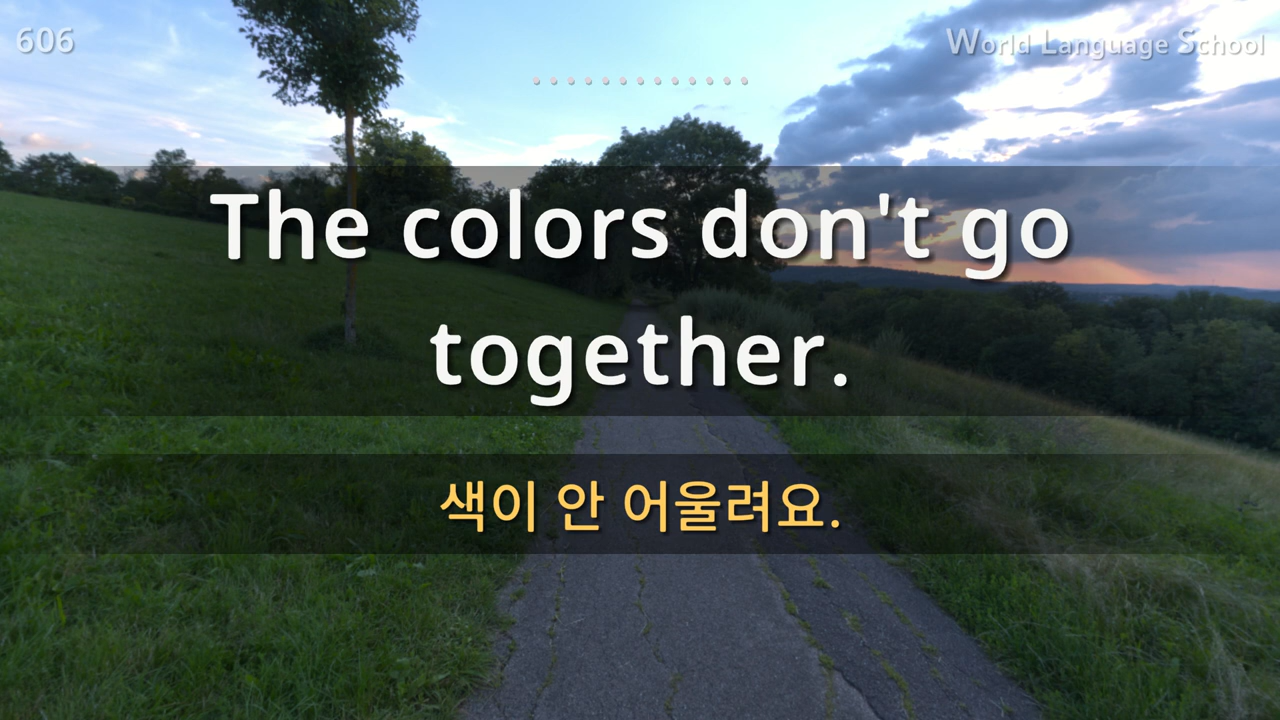 606
World Language School
The colors don't go
together.
색이 안 어울려요.